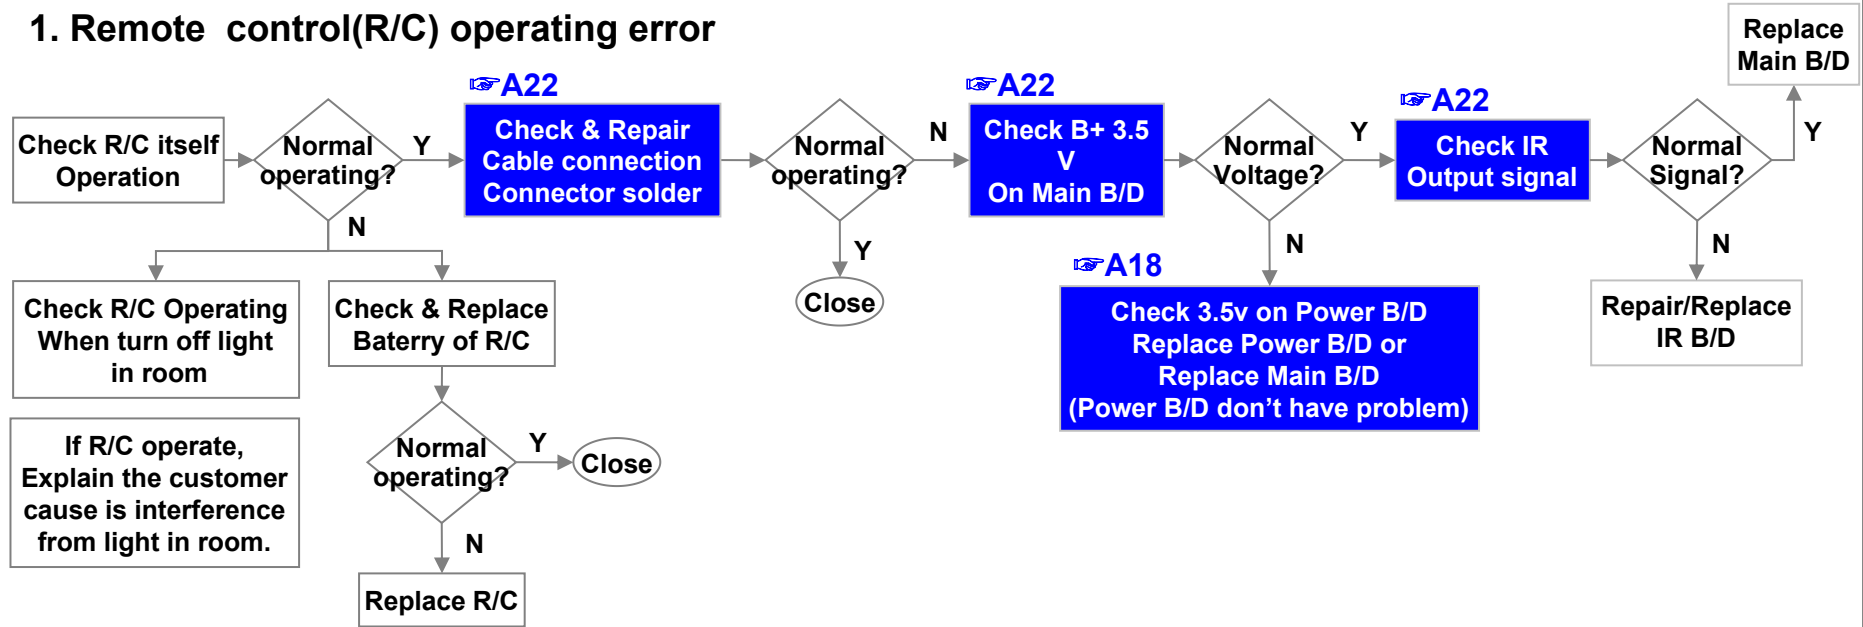 1. Remote control(R/C) operating error
Check R/C itself
Operation
Normal
operating?
Y
N
☞A22
Check & Repair
Cable connection
Connector solder
Normal
operating?
N
Y
Close
☞A22
Check B+ 3.5
V
On Main B/D
Normal
Voltage?
Y
N
☞A22
Check IR
Output signal
Normal
Signal?
Y
Replace
Main B/D
N
Repair/Replace
IR B/D
☞A18
Check 3.5v on Power B/D
Replace Power B/D or
Replace Main B/D
(Power B/D don’t have problem)
Check R/C Operating
When turn off light
in room
If R/C operate,
Explain the customer
cause is interference
from light in room.
Check & Replace
Baterry of R/C
Normal
operating?
Y
Close
N
Replace R/C